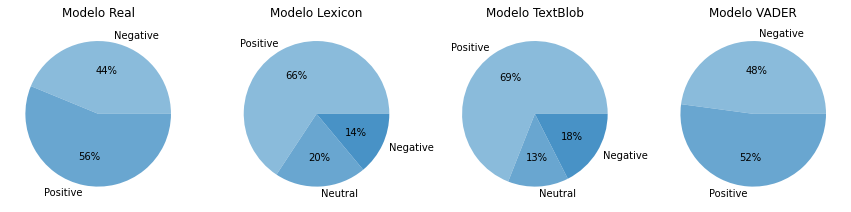 Modelo Real
Negative
44%
56%
Positive
Modelo Lexicon
Positive
66%
14%
Negative
20%
Neutral
Modelo TextBlob
Positive
69%
18%
Negative
13%
Neutral
Modelo VADER
Negative
48%
52%
Positive